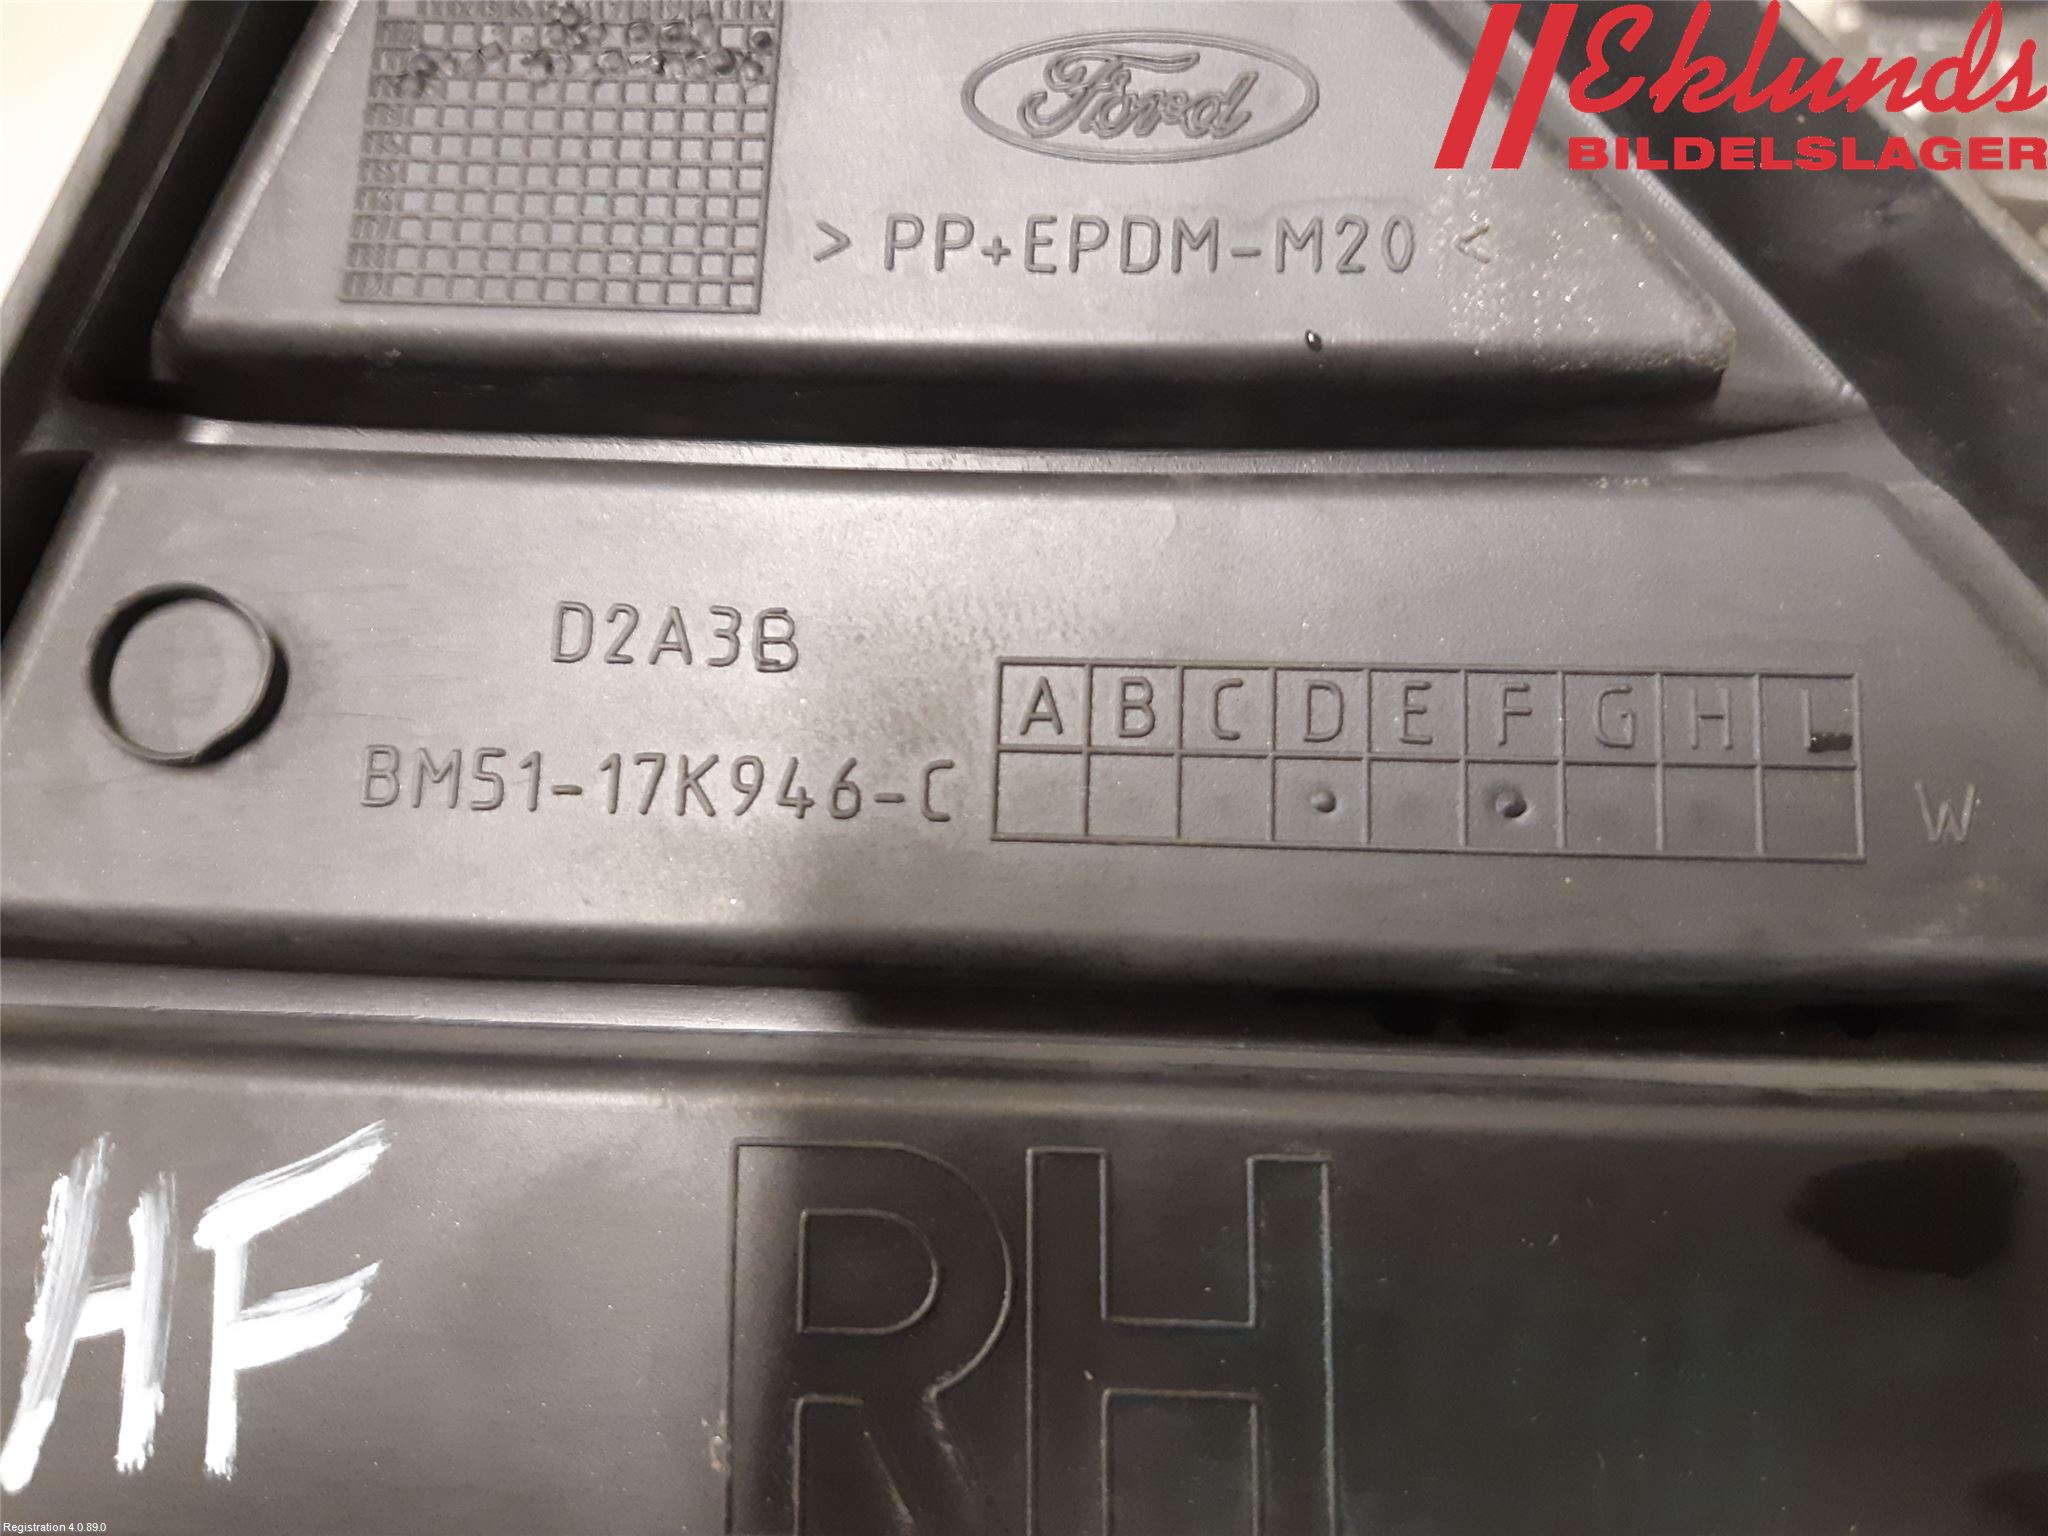 Eklunds
BILDELSLAGER
Ford
> PP+EPDM-M20 <
D2A3B
BM51-17K946-C
A B C D E F G H L
W
HF
RH
Registration 4.0.89.0